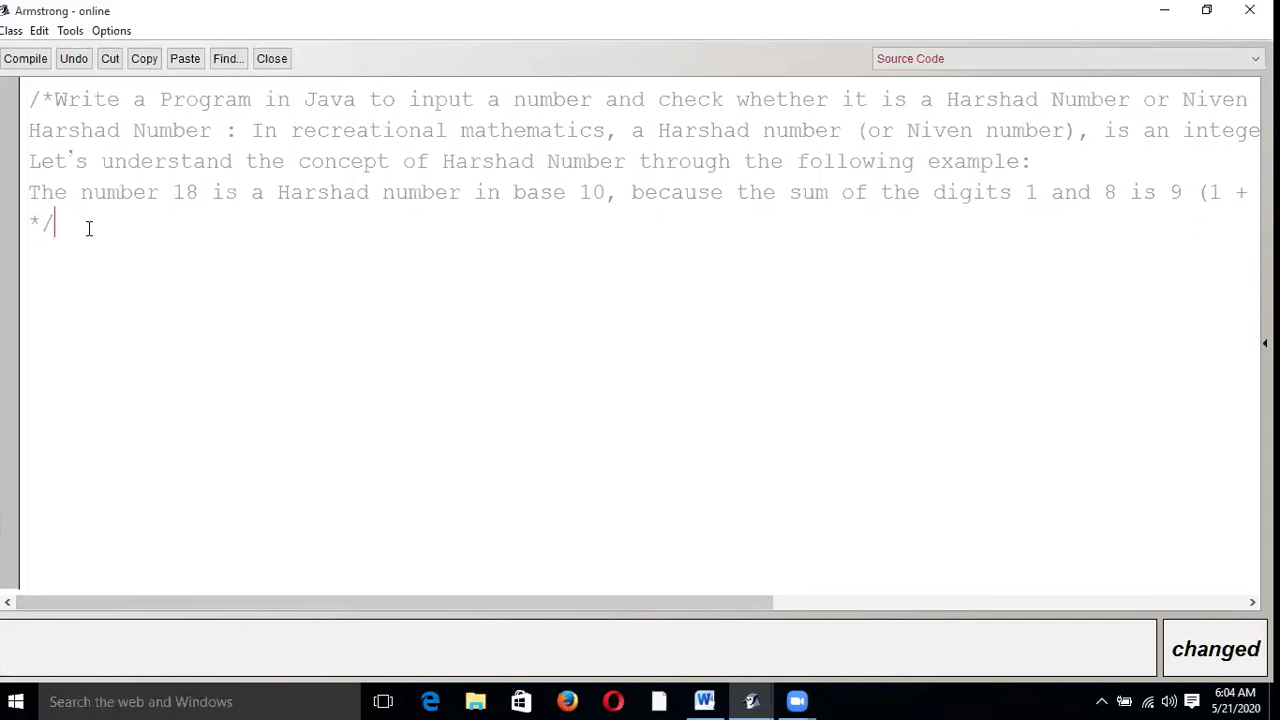 Armstrong - online
Class Edit Tools Options
Compile Undo Cut Copy Paste Find... Close Source Code
/*Write a Program in Java to input a number and check whether it is a Harshad Number or Niven
Harshad Number : In recreational mathematics, a Harshad number (or Niven number), is an intege
Let’s understand the concept of Harshad Number through the following example:
The number 18 is a Harshad number in base 10, because the sum of the digits 1 and 8 is 9 (1 +
*/
changed
Search the web and Windows
6:04 AM
5/21/2020